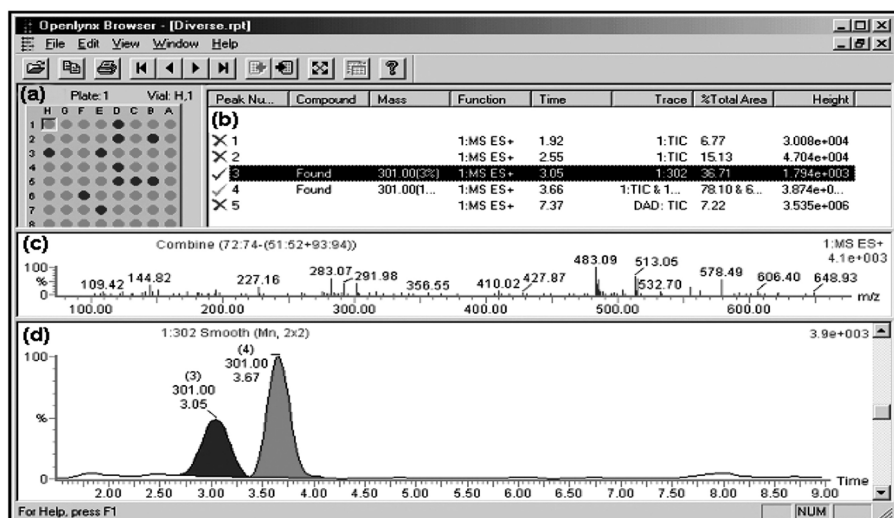 Openlynx Browser - [Diverse.rpt]
File Edit View Window Help
(a) Plate:1 Vial: H,1
H G F E D C B A
1
2
3
4
5
6
7
8
Peak Nu... Compound Mass Function Time Trace %Total Area Height
(b)
1 1:MS ES+ 1.92 1:TIC 6.77 3.008e+004
2 1:MS ES+ 2.55 1:TIC 15.13 4.704e+004
3 Found 301.00(3%) 1:MS ES+ 3.05 1:302 36.71 1.794e+003
4 Found 301.00(1... 1:MS ES+ 3.66 1:TIC & 1... 78.10 & 6... 3.874e+0...
5 1:MS ES+ 7.37 DAD: TIC 7.22 3.535e+006
(c) Combine (72:74-(51:52+93:94)) 1:MS ES+
4.1e+003
100
%
0
109.42 144.82 227.16 283.07 291.98 356.55 410.02 427.87 483.09 513.05 532.70 578.49 606.40 648.93
m/z
100.00 200.00 300.00 400.00 500.00 600.00
(d) 1:302 Smooth (Mn, 2x2) 3.9e+003
100
%
0
(3)
301.00
3.05
(4)
301.00
3.67
Time
2.00 2.50 3.00 3.50 4.00 4.50 5.00 5.50 6.00 6.50 7.00 7.50 8.00 8.50 9.00
For Help, press F1 NUM